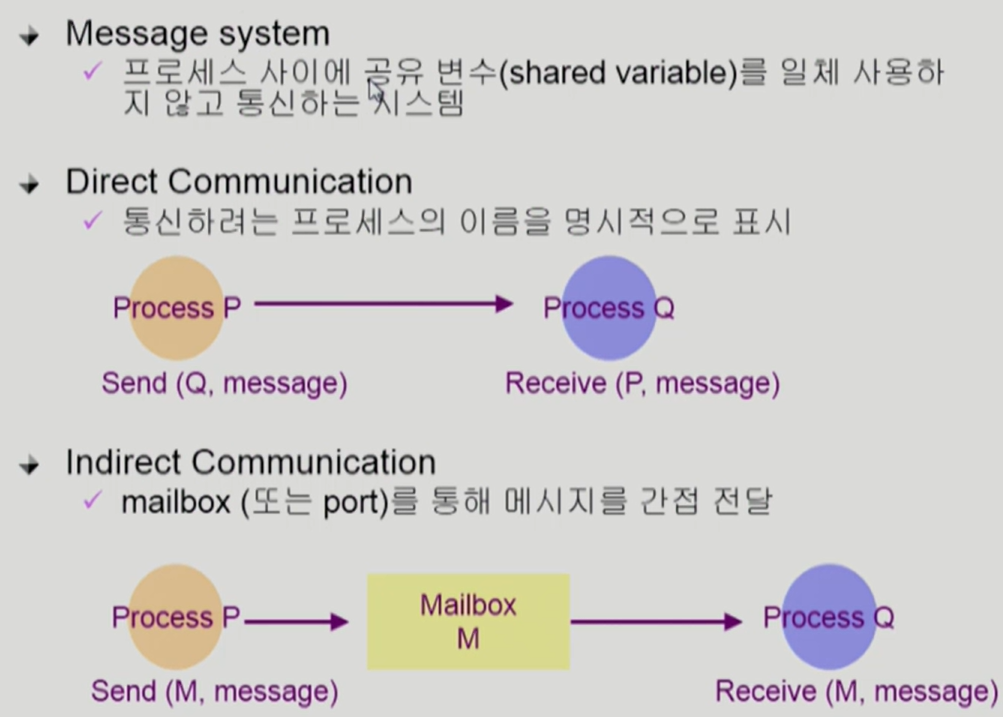 Message system
✓ 프로세스 사이에 공유 변수(shared variable)를 일체 사용하
지 않고 통신하는 시스템
Direct Communication
✓ 통신하려는 프로세스의 이름을 명시적으로 표시
Process P
Process Q
Send (Q, message)
Receive (P, message)
Indirect Communication
✓ mailbox (또는 port)를 통해 메시지를 간접 전달
Process P
Mailbox
M
Process Q
Send (M, message)
Receive (M, message)